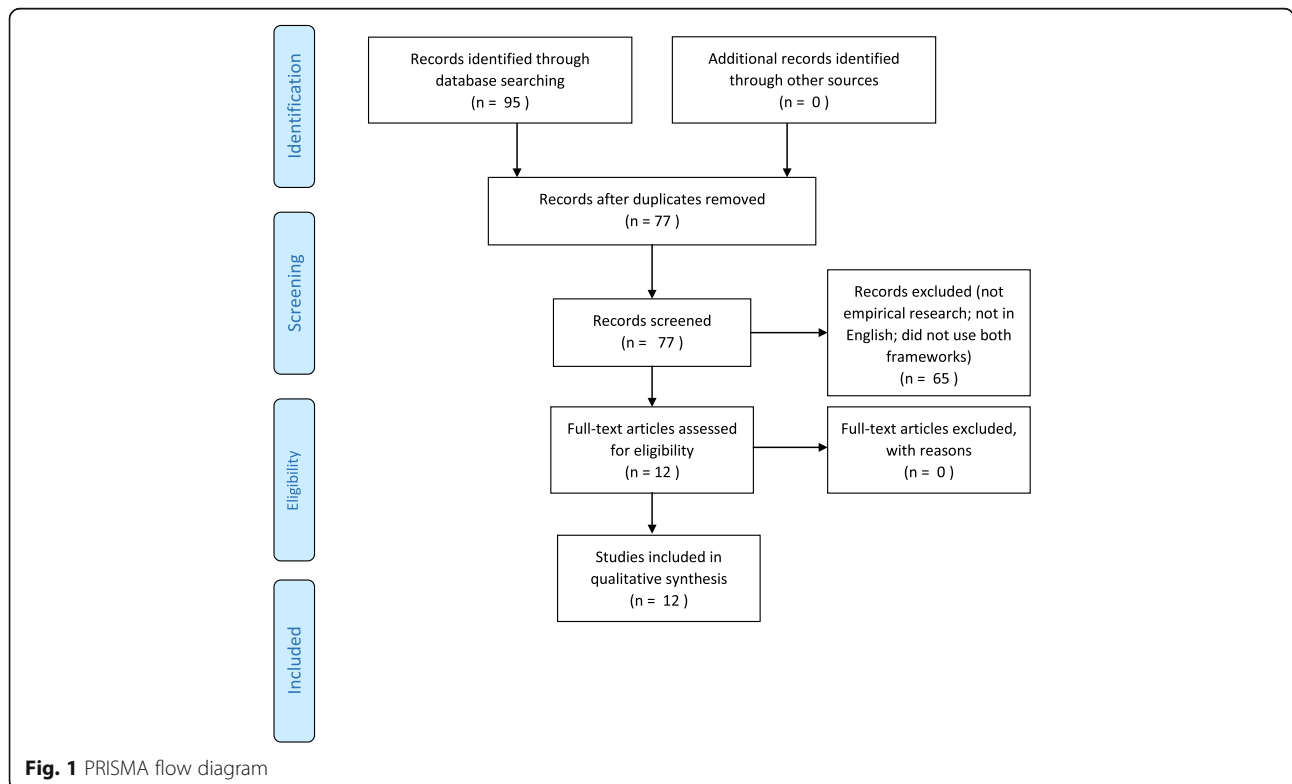 Identification
Records identified through
database searching
(n = 95 )
Additional records identified
through other sources
(n = 0 )
Records after duplicates removed
(n = 77 )
Screening
Records screened
(n = 77 )
Records excluded (not
empirical research; not in
English; did not use both
frameworks)
(n = 65 )
Eligibility
Full-text articles assessed
for eligibility
(n = 12 )
Full-text articles excluded,
with reasons
(n = 0 )
Included
Studies included in
qualitative synthesis
(n = 12 )
Fig. 1 PRISMA flow diagram